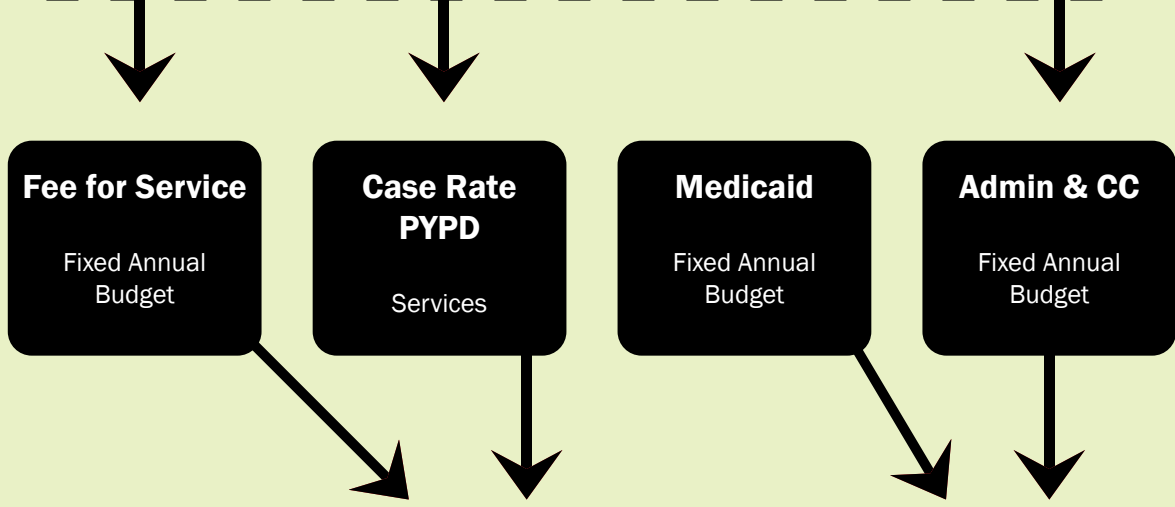 Fee for Service
Fixed Annual
Budget
Case Rate
PYPD
Services
Medicaid
Fixed Annual
Budget
Admin & CC
Fixed Annual
Budget